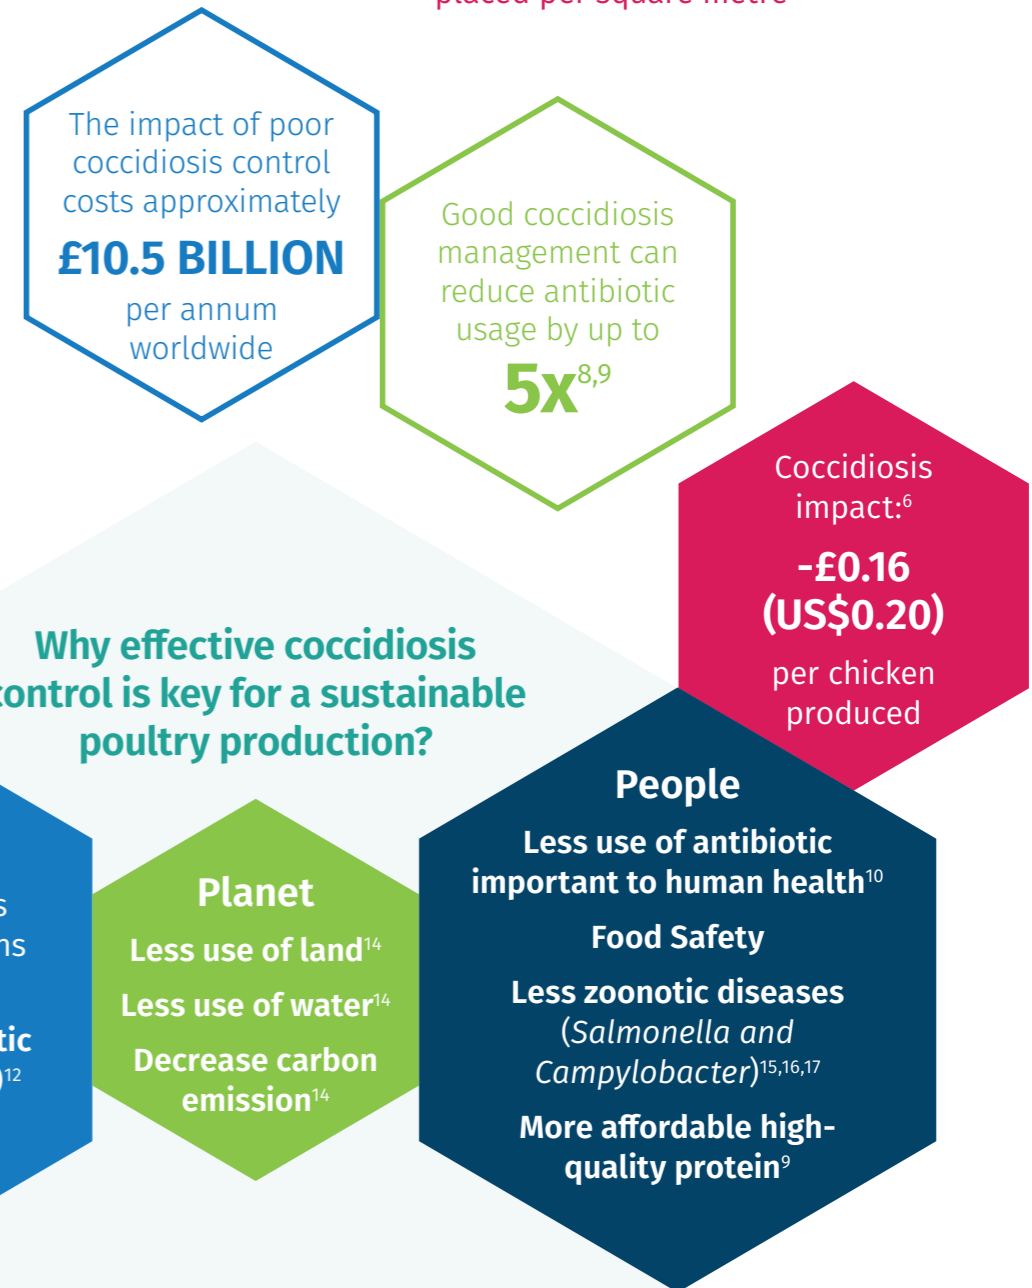 placed per square metre
The impact of poor
coccidiosis control
costs approximately
£10.5 BILLION
per annum
worldwide
Good coccidiosis
management can
reduce antibiotic
usage by up to
5x8,9
Coccidiosis
impact:6
-£0.16
(US$0.20)
per chicken
produced
Why effective coccidiosis
control is key for a sustainable
poultry production?
Planet
Less use of land14
Less use of water14
Decrease carbon
emission14
People
Less use of antibiotic
important to human health10
Food Safety
Less zoonotic diseases
(Salmonella and
Campylobacter)15,16,17
More affordable high-
quality protein9